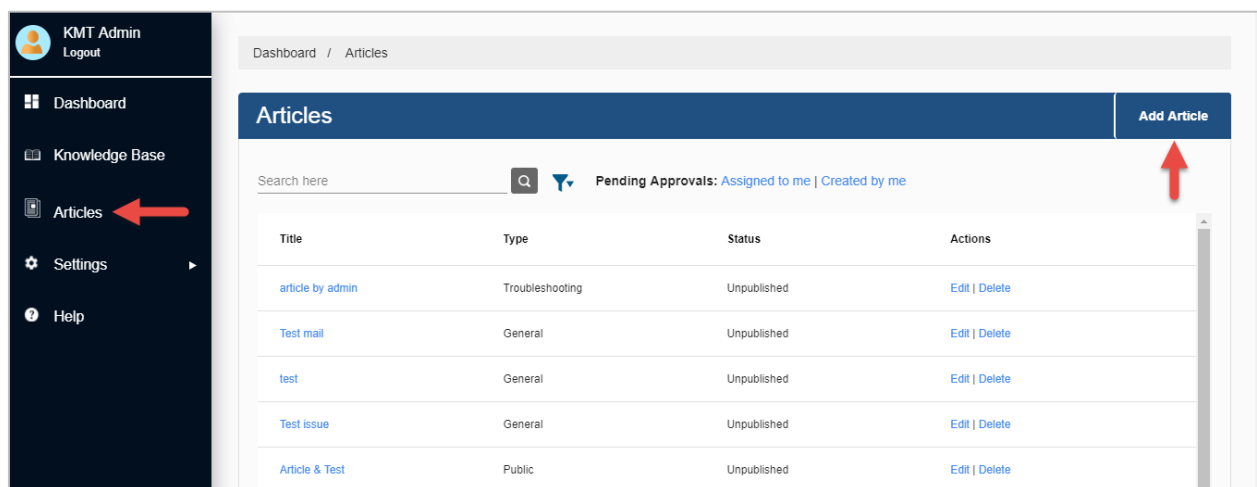 KMT Admin
Logout
Dashboard
Knowledge Base
Articles
Settings
Help
Dashboard / Articles
Articles
Add Article
Search here
Pending Approvals: Assigned to me | Created by me
Title Type Status Actions
article by admin Troubleshooting Unpublished Edit | Delete
Test mail General Unpublished Edit | Delete
test General Unpublished Edit | Delete
Test issue General Unpublished Edit | Delete
Article & Test Public Unpublished Edit | Delete